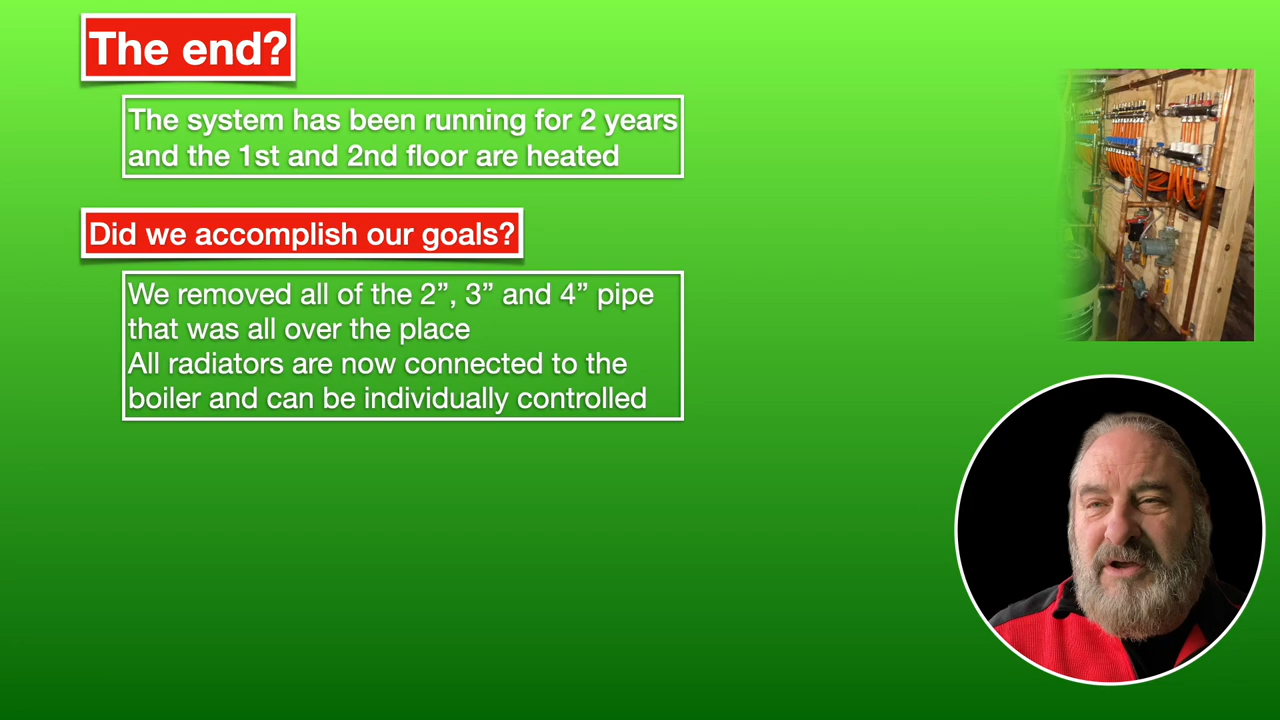 The end?
The system has been running for 2 years
and the 1st and 2nd floor are heated
Did we accomplish our goals?
We removed all of the 2”, 3” and 4” pipe
that was all over the place
All radiators are now connected to the
boiler and can be individually controlled